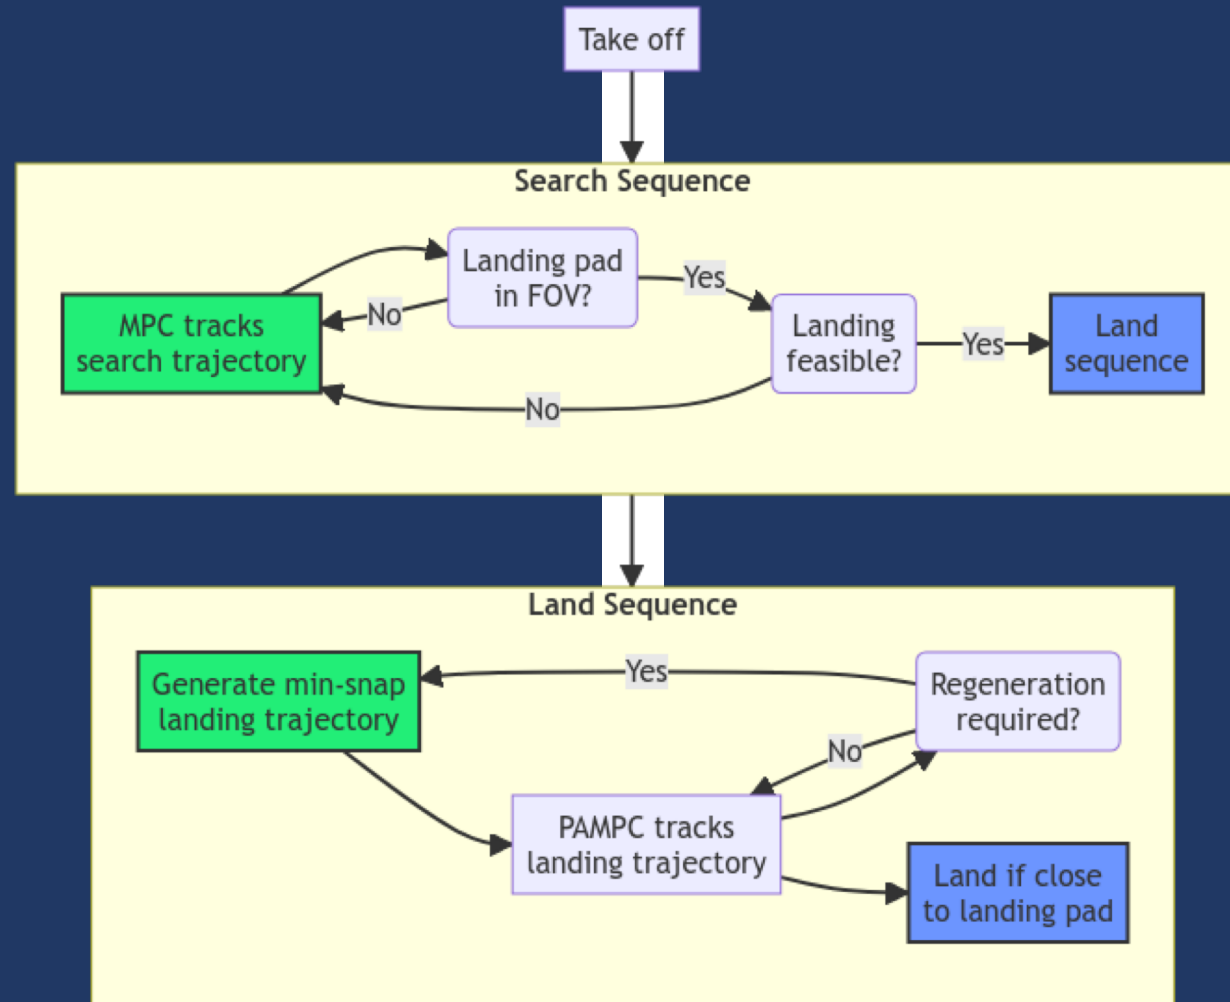 Take off
Search Sequence
Landing pad
in FOV?
Yes
No
MPC tracks
search trajectory
Landing
feasible?
Yes
Land
sequence
No
Land Sequence
Generate min-snap
landing trajectory
Yes
Regeneration
required?
No
PAMPC tracks
landing trajectory
Land if close
to landing pad